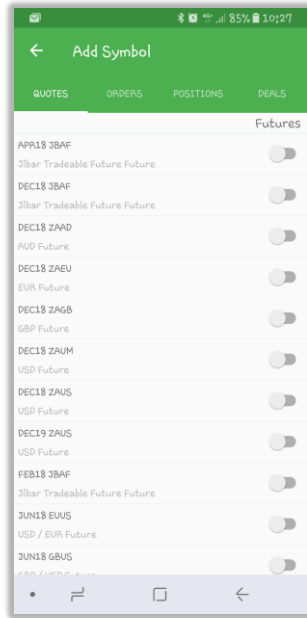 85% 10:27
Add Symbol
QUOTES ORDERS POSITIONS DEALS
Futures
APR18 JBAF
Jibar Tradeable Future Future
DEC18 JBAF
Jibar Tradeable Future Future
DEC18 ZAAD
AUD Future
DEC18 ZAEU
EUR Future
DEC18 ZAGB
GBP Future
DEC18 ZAUM
USD Future
DEC18 ZAUS
USD Future
DEC19 ZAUS
USD Future
FEB18 JBAF
Jibar Tradeable Future Future
JUN18 EUUS
USD / EUR Future
JUN18 GBUS